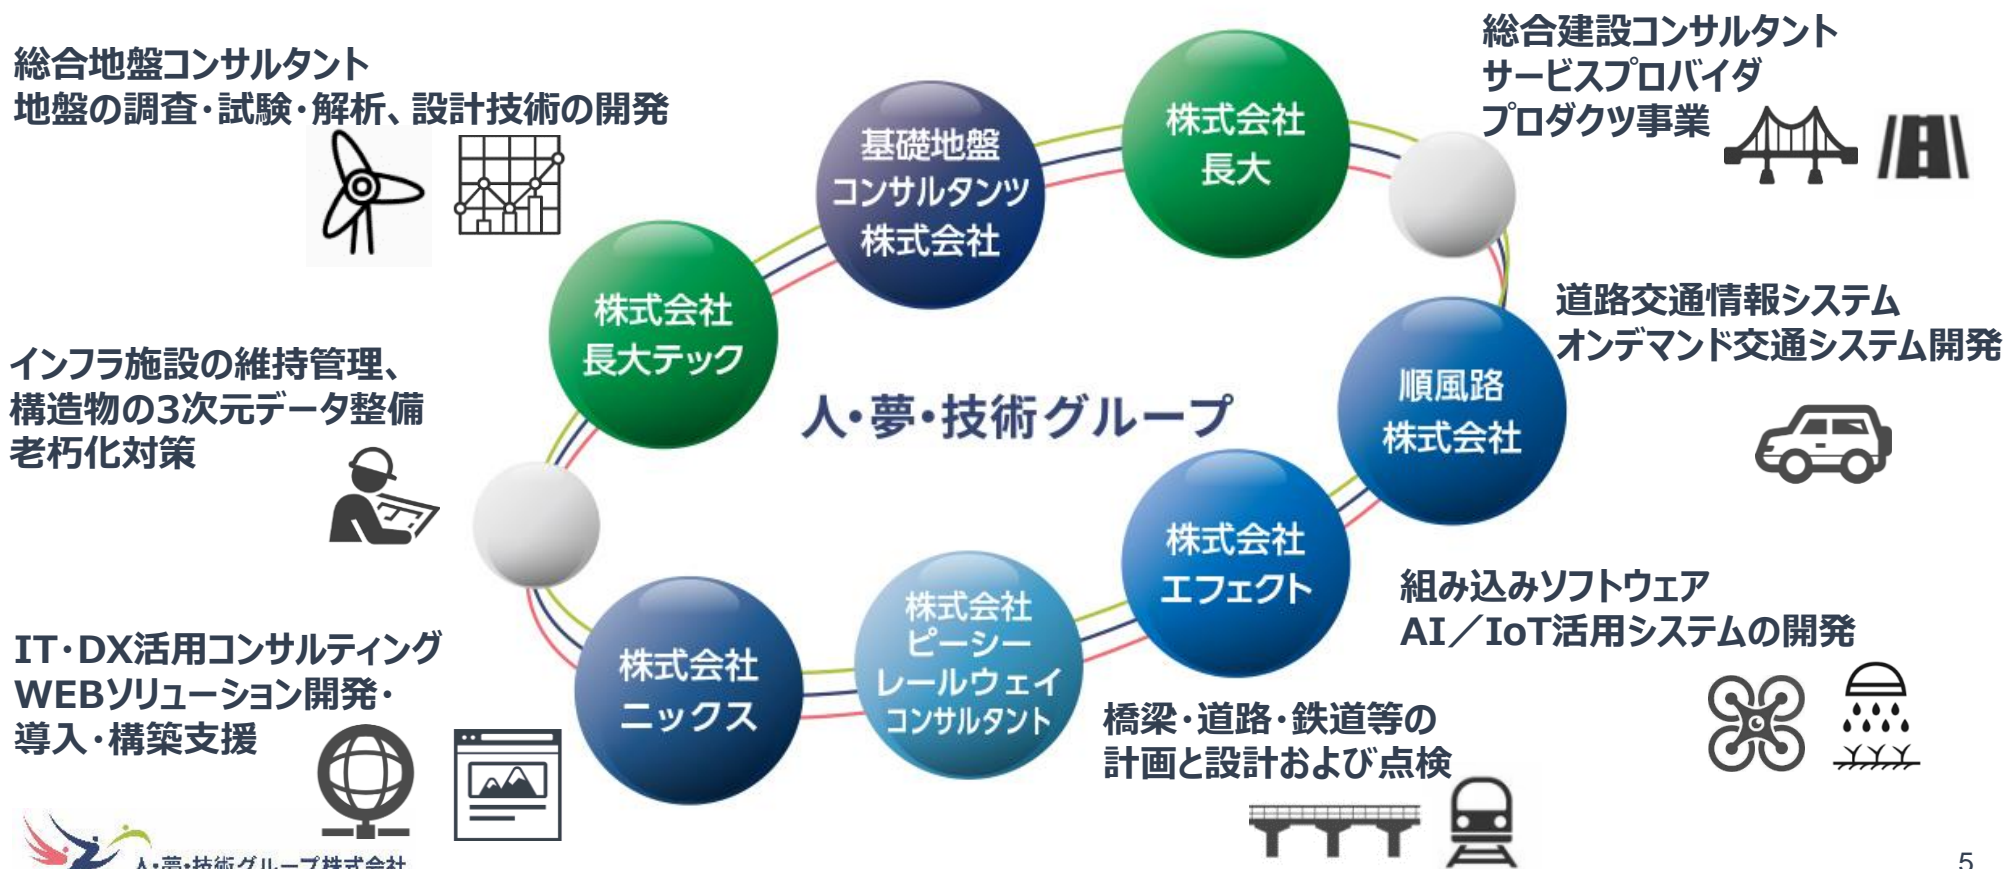 総合地盤コンサルタント
地盤の調査・試験・解析、設計技術の開発
総合建設コンサルタント
サービスプロバイダ
プロダクツ事業
株式会社
長大
基礎地盤
コンサルタンツ
株式会社
株式会社
長大テック
道路交通情報システム
オンデマンド交通システム開発
順風路
株式会社
インフラ施設の維持管理、
構造物の3次元データ整備
老朽化対策
人・夢・技術グループ
株式会社
エフェクト
組み込みソフトウェア
AI／IoT活用システムの開発
株式会社
ピーシー
レールウェイ
コンサルタント
橋梁・道路・鉄道等の
計画と設計および点検
株式会社
ニックス
IT・DX活用コンサルティング
WEBソリューション開発・
導入・構築支援
人・夢・技術グループ株式会社
5